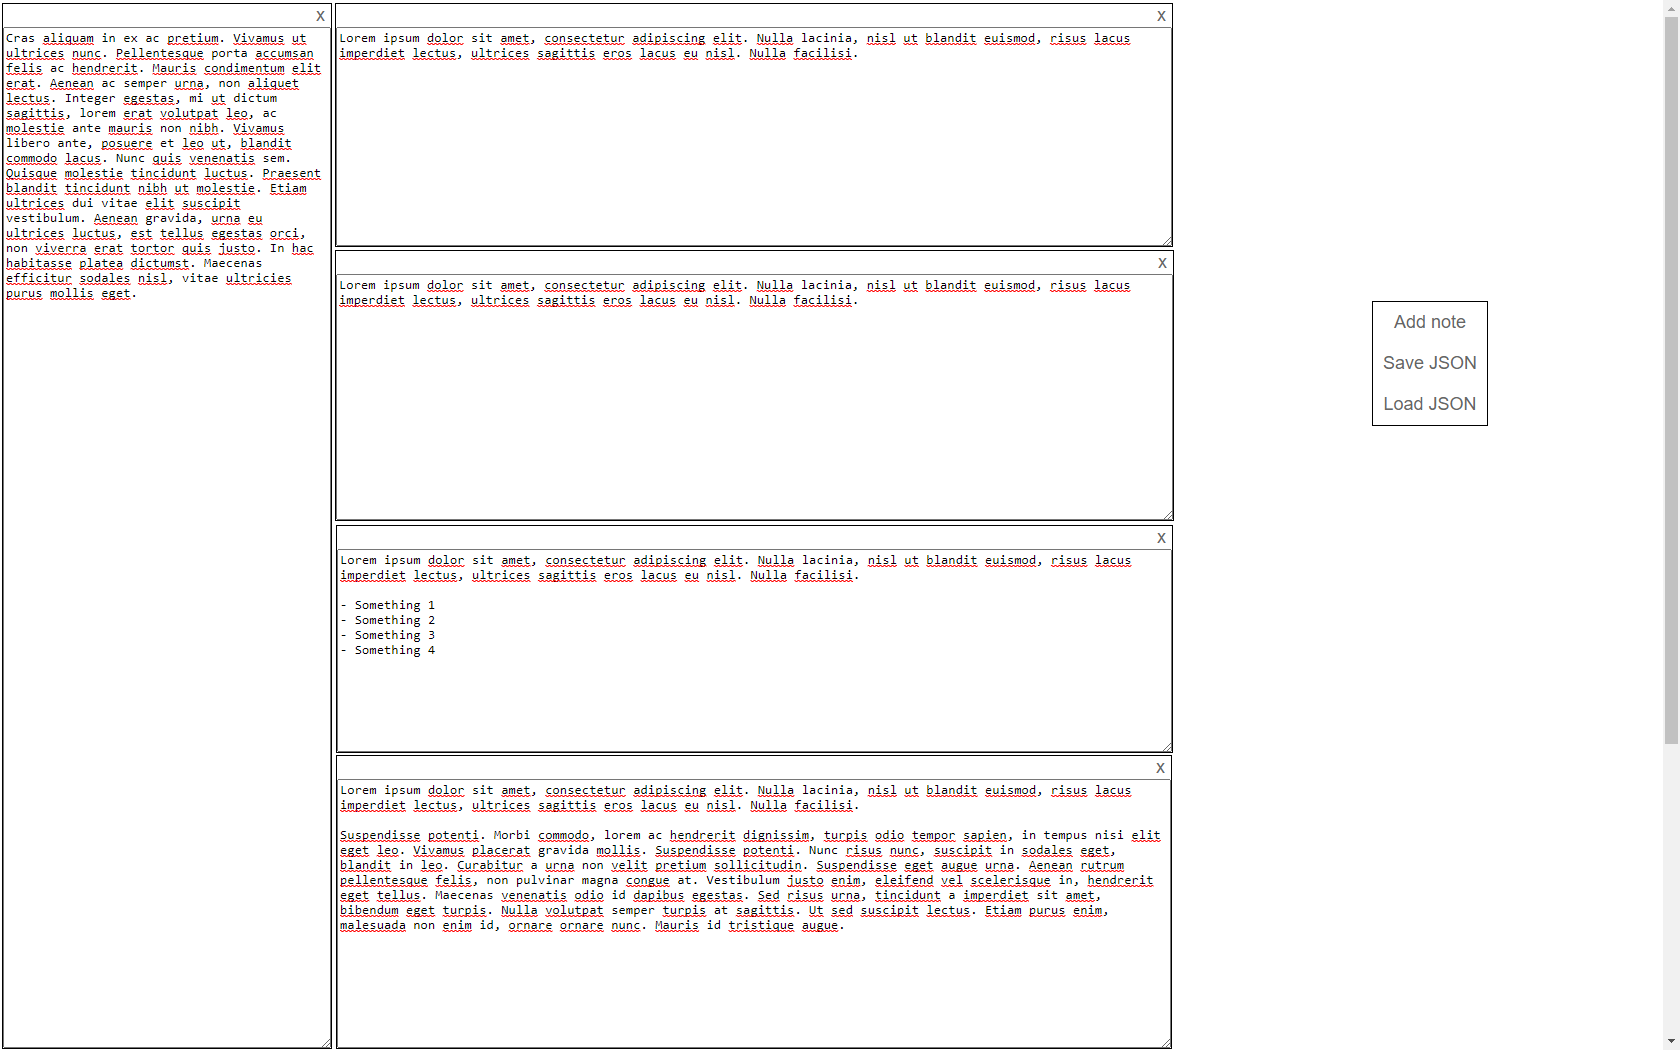 X
Cras aliquam in ex ac pretium. Vivamus ut
ultrices nunc. Pellentesque porta accumsan
felis ac hendrerit. Mauris condimentum elit
erat. Aenean ac semper urna, non aliquet
lectus. Integer egestas, mi ut dictum
sagittis, lorem erat volutpat leo, ac
molestie ante mauris non nibh. Vivamus
libero ante, posuere et leo ut, blandit
commodo lacus. Nunc quis venenatis sem.
Quisque molestie tincidunt luctus. Praesent
blandit tincidunt nibh ut molestie. Etiam
ultrices dui vitae elit suscipit
vestibulum. Aenean gravida, urna eu
ultrices luctus, est tellus egestas orci,
non viverra erat tortor quis justo. In hac
habitasse platea dictumst. Maecenas
efficitur sodales nisl, vitae ultricies
purus mollis eget.
X
Lorem ipsum dolor sit amet, consectetur adipiscing elit. Nulla lacinia, nisl ut blandit euismod, risus lacus
imperdiet lectus, ultrices sagittis eros lacus eu nisl. Nulla facilisi.
X
Lorem ipsum dolor sit amet, consectetur adipiscing elit. Nulla lacinia, nisl ut blandit euismod, risus lacus
imperdiet lectus, ultrices sagittis eros lacus eu nisl. Nulla facilisi.
X
Lorem ipsum dolor sit amet, consectetur adipiscing elit. Nulla lacinia, nisl ut blandit euismod, risus lacus
imperdiet lectus, ultrices sagittis eros lacus eu nisl. Nulla facilisi.
- Something 1
- Something 2
- Something 3
- Something 4
X
Lorem ipsum dolor sit amet, consectetur adipiscing elit. Nulla lacinia, nisl ut blandit euismod, risus lacus
imperdiet lectus, ultrices sagittis eros lacus eu nisl. Nulla facilisi.
Suspendisse potenti. Morbi commodo, lorem ac hendrerit dignissim, turpis odio tempor sapien, in tempus nisi elit
eget leo. Vivamus placerat gravida mollis. Suspendisse potenti. Nunc risus nunc, suscipit in sodales eget,
blandit in leo. Curabitur a urna non velit pretium sollicitudin. Suspendisse eget augue urna. Aenean rutrum
pellentesque felis, non pulvinar magna congue at. Vestibulum justo enim, eleifend vel scelerisque in, hendrerit
eget tellus. Maecenas venenatis odio id dapibus egestas. Sed risus urna, tincidunt a imperdiet sit amet,
bibendum eget turpis. Nulla volutpat semper turpis at sagittis. Ut sed suscipit lectus. Etiam purus enim,
malesuada non enim id, ornare ornare nunc. Mauris id tristique augue.
Add note
Save JSON
Load JSON